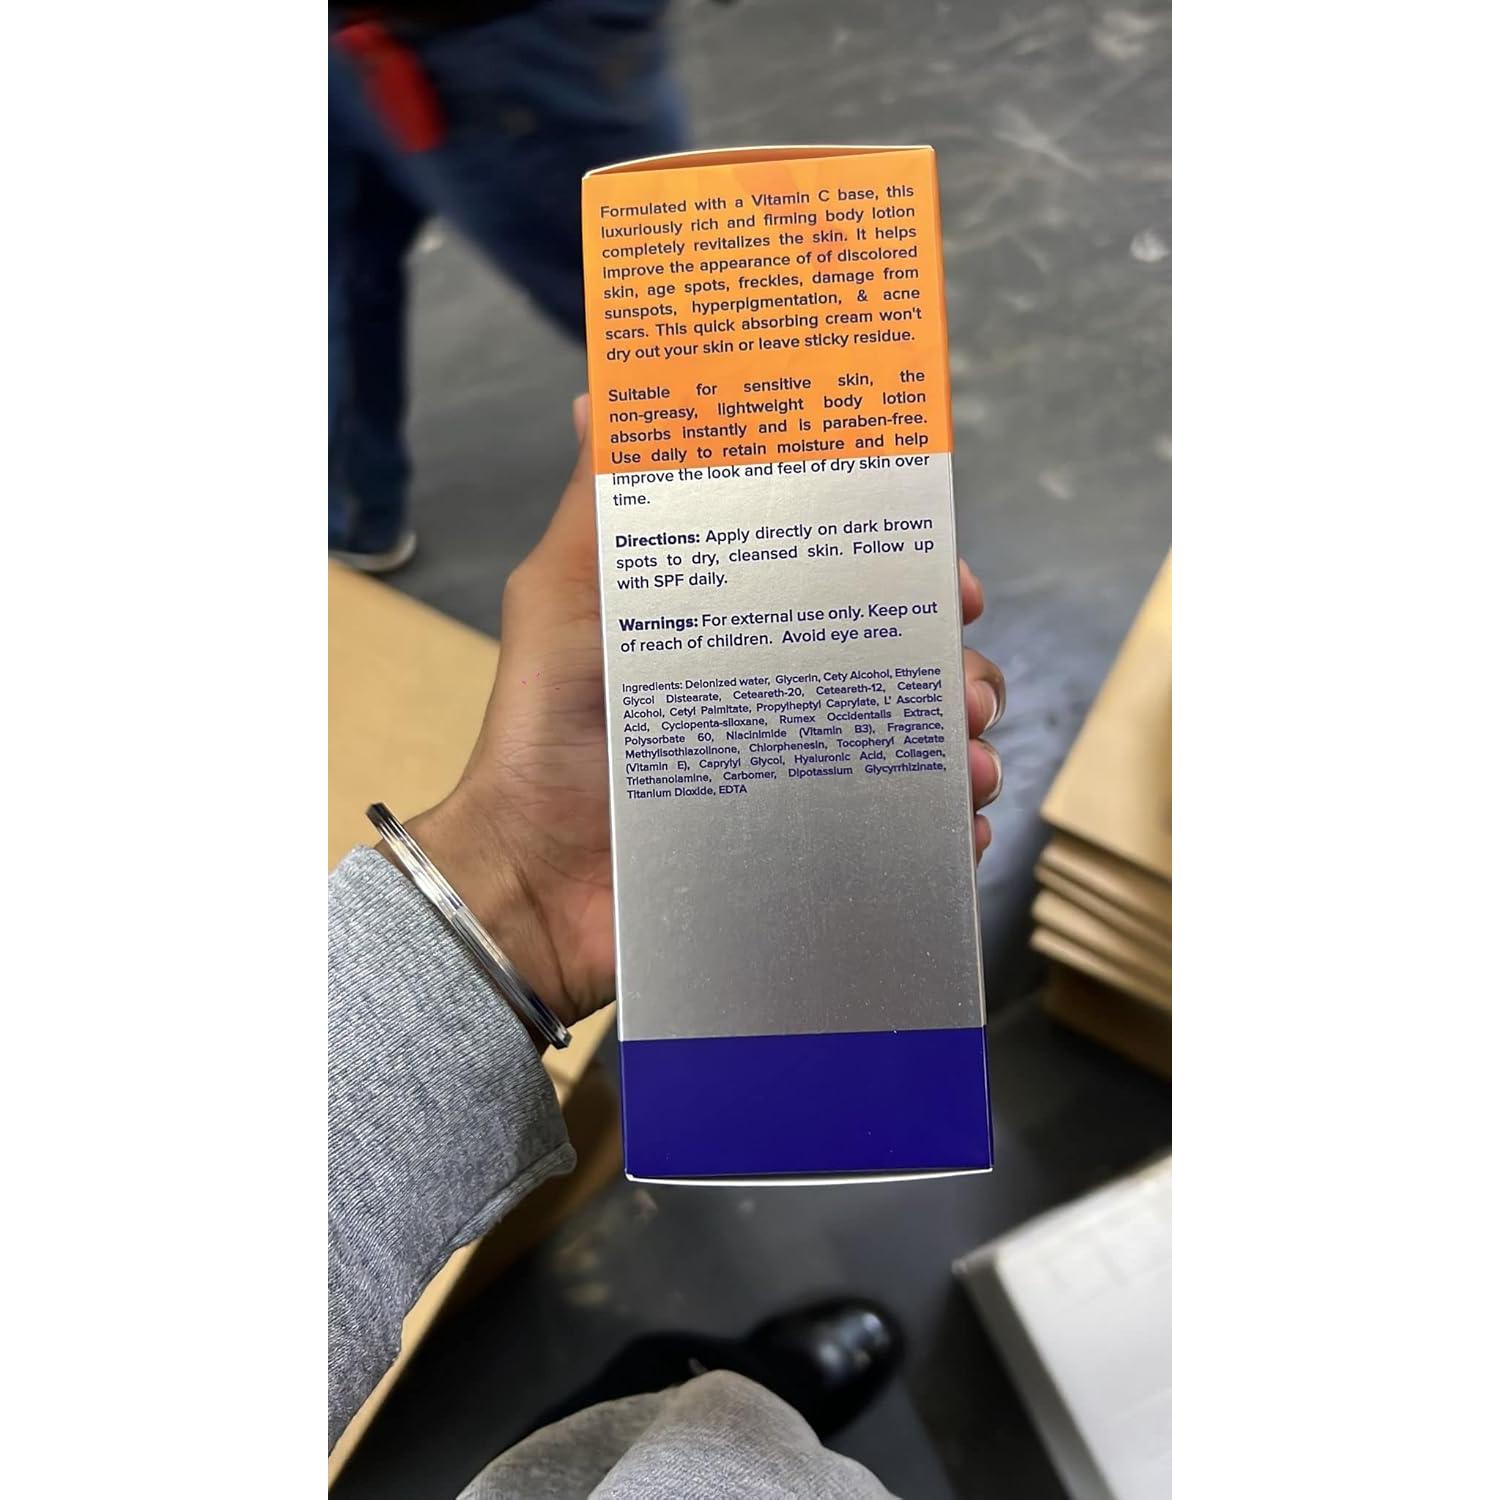 Formulated with a Vitamin C base, this
luxuriously rich and firming body lotion
completely revitalizes the skin. It helps
improve the appearance of of discolored
skin, age spots, freckles, damage from
sunspots, hyperpigmentation, & acne
scars. This quick absorbing cream won't
dry out your skin or leave sticky residue.
Suitable for sensitive skin, the
non-greasy, lightweight body lotion
absorbs instantly and is paraben-free.
Use daily to retain moisture and help
improve the look and feel of dry skin over
time.
Directions: Apply directly on dark brown
spots to dry, cleansed skin. Follow up
with SPF daily.
Warnings: For external use only. Keep out
of reach of children. Avoid eye area.
Ingredients: Deionized water, Glycerin, Cety Alcohol, Ethylene
Glycol Distearate, Ceteareth-20, Ceteareth-12, Cetearyl
Alcohol, Cetyl Palmitate, Propylheptyl Caprylate, L' Ascorbic
Acid, Cyclopenta-siloxane, Rumex Occidentalis Extract,
Polysorbate 60, Niacinimide (Vitamin B3), Fragrance,
Methylisothiazolinone, Chlorphenesin, Tocopheryl Acetate
(Vitamin E), Caprylyl Glycol, Hyaluronic Acid, Collagen,
Triethanolamine, Carbomer, Dipotassium Glycyrrhizinate,
Titanium Dioxide, EDTA